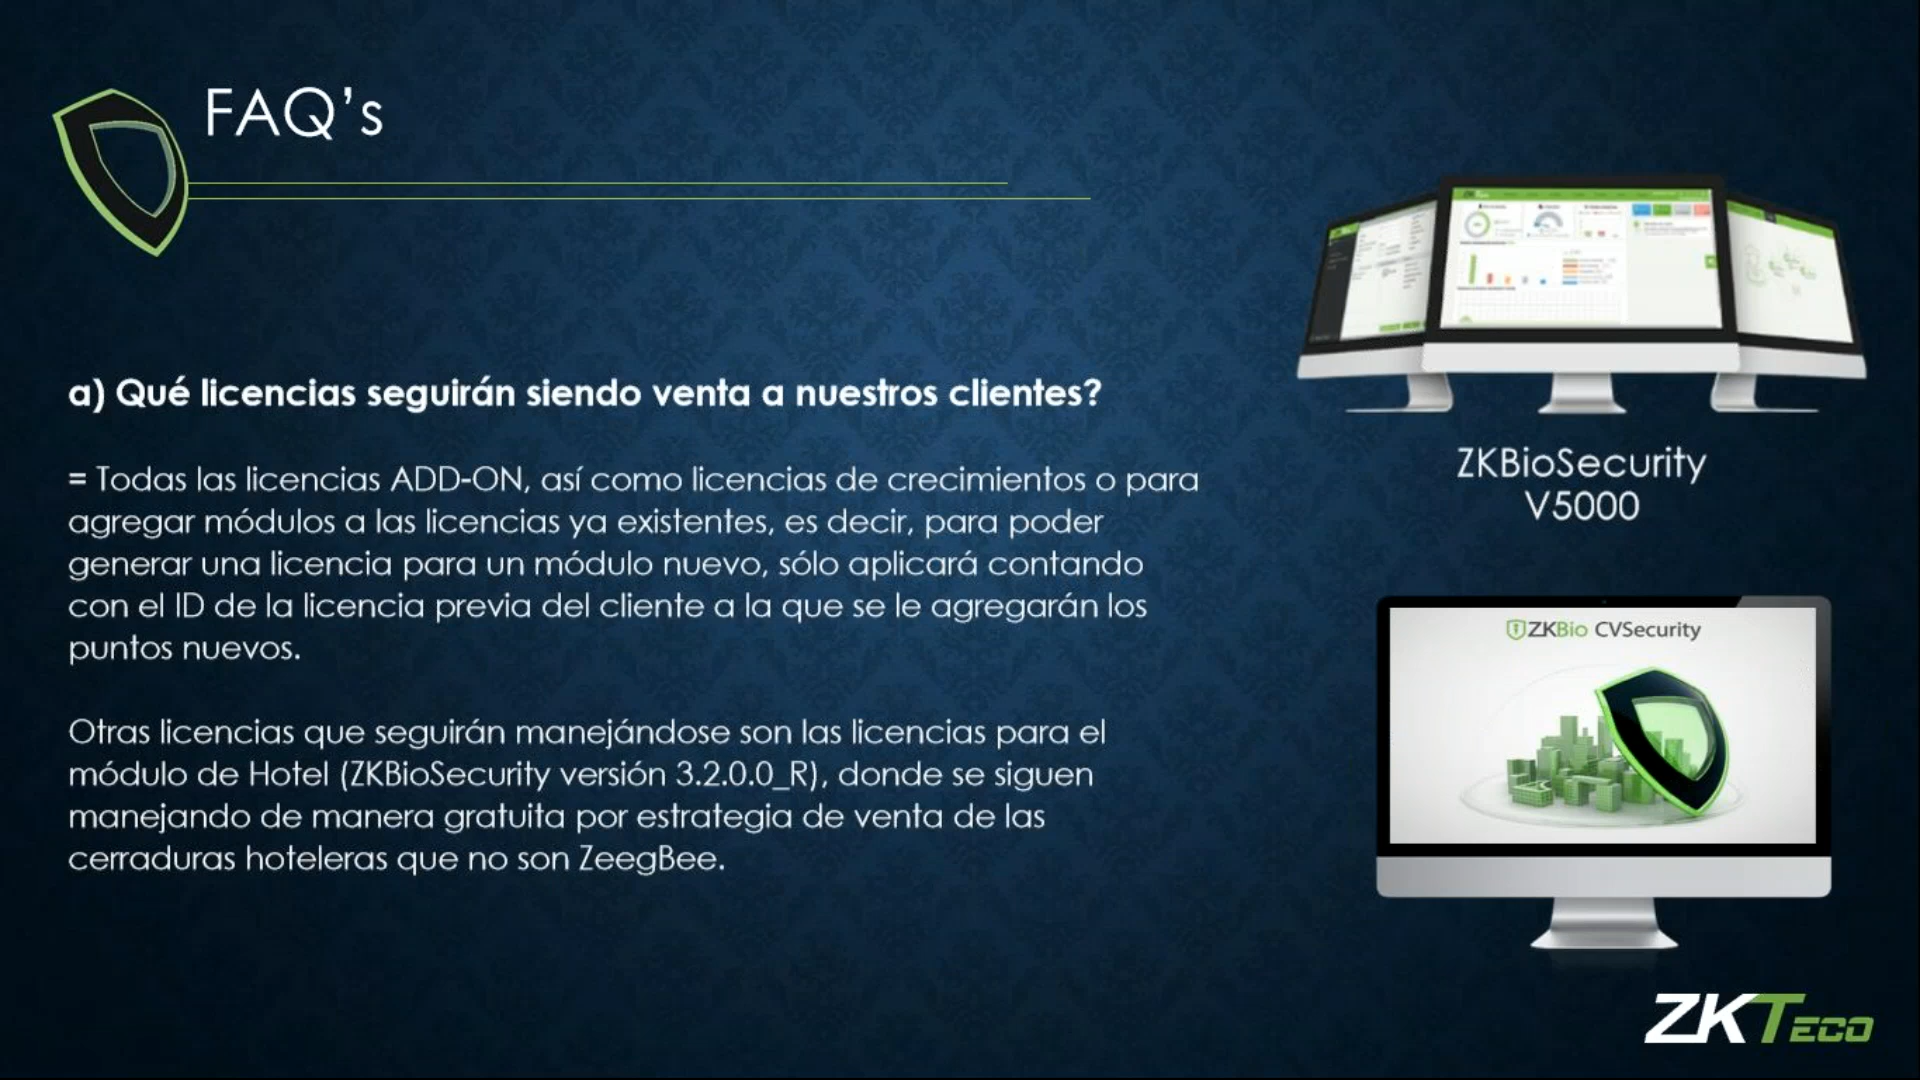 FAQ's
a) Qué licencias seguirán siendo venta a nuestros clientes?
= Todas las licencias ADD-ON, así como licencias de crecimientos o para
agregar módulos a las licencias ya existentes, es decir, para poder
generar una licencia para un módulo nuevo, sólo aplicará contando
con el ID de la licencia previa del cliente a la que se le agregarán los
puntos nuevos.
Otras licencias que seguirán manejándose son las licencias para el
módulo de Hotel (ZKBioSecurity versión 3.2.0.0_R), donde se siguen
manejando de manera gratuita por estrategia de venta de las
cerraduras hoteleras que no son ZeegBee.
ZKBioSecurity
V5000
ZKBio CVSecurity
ZKTECO